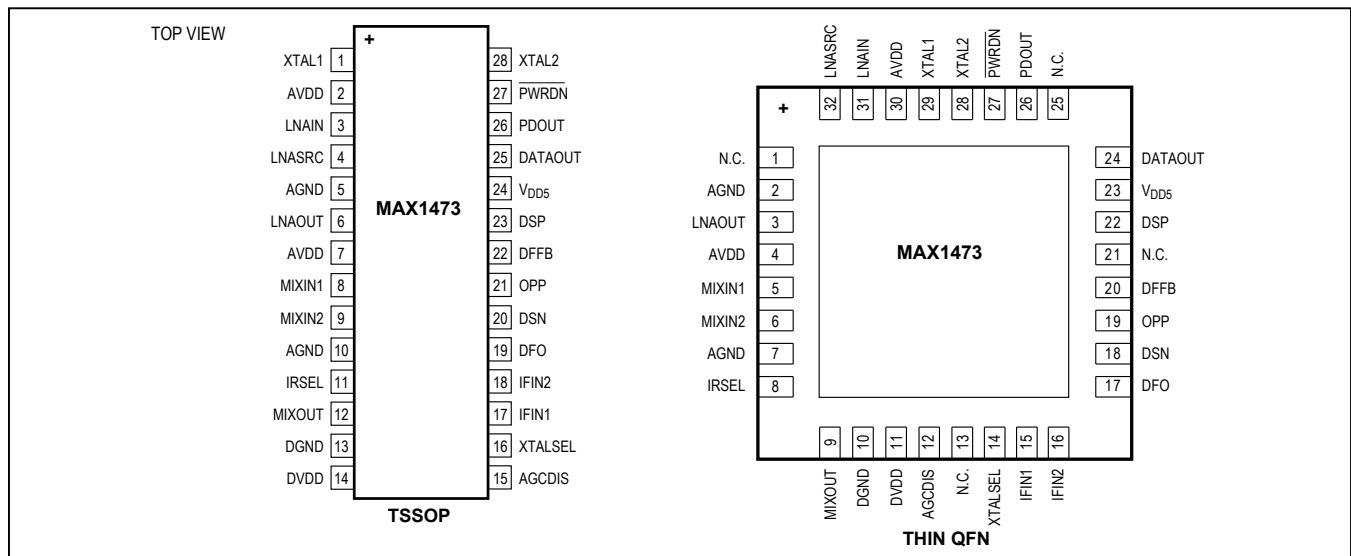 TOP VIEW
+
XTAL1 1 28 XTAL2
AVDD 2 27 PWRDN
LNAIN 3 26 PDOUT
LNASRC 4 25 DATAOUT
AGND 5 24 VDD5
MAX1473
LNAOUT 6 23 DSP
AVDD 7 22 DFFB
MIXIN1 8 21 OPP
MIXIN2 9 20 DSN
AGND 10 19 DFO
IRSEL 11 18 IFIN2
MIXOUT 12 17 IFIN1
DGND 13 16 XTALSEL
DVDD 14 15 AGCDIS
TSSOP
LNASRC LNAIN AVDD XTAL1 XTAL2 PWRDN PDOUT N.C.
32 31 30 29 28 27 26 25
+
N.C. 1 24 DATAOUT
AGND 2 23 VDD5
LNAOUT 3 22 DSP
AVDD 4 21 N.C.
MAX1473
MIXIN1 5 20 DFFB
MIXIN2 6 19 OPP
AGND 7 18 DSN
IRSEL 8 17 DFO
9 10 11 12 13 14 15 16
MIXOUT DGND DVDD AGCDIS N.C. XTALSEL IFIN1 IFIN2
THIN QFN